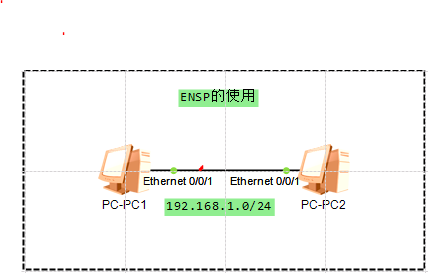 ENSP的使用
Ethernet 0/0/1
Ethernet 0/0/1
PC-PC1
192.168.1.0/24
PC-PC2